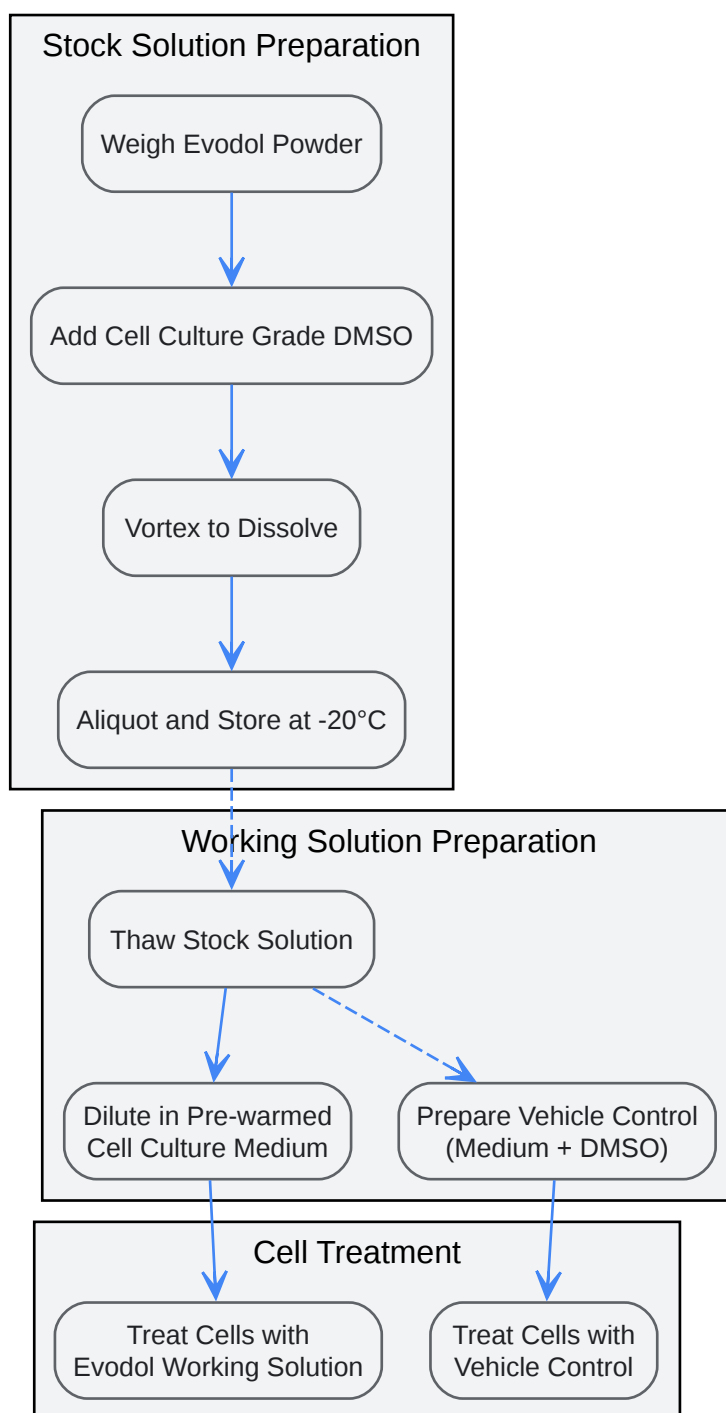 Stock Solution Preparation
Weigh Evodol Powder
Add Cell Culture Grade DMSO
Vortex to Dissolve
Aliquot and Store at -20°C
Working Solution Preparation
Thaw Stock Solution
Dilute in Pre-warmed
Cell Culture Medium
Prepare Vehicle Control
(Medium + DMSO)
Cell Treatment
Treat Cells with
Evodol Working Solution
Treat Cells with
Vehicle Control